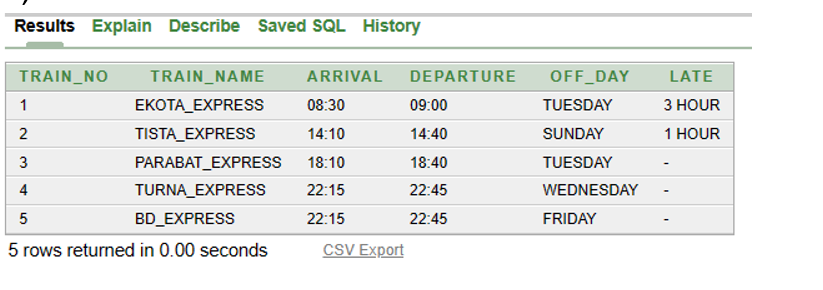 Results Explain Describe Saved SQL History
TRAIN_NO TRAIN_NAME ARRIVAL DEPARTURE OFF_DAY LATE
1 EKOTA_EXPRESS 08:30 09:00 TUESDAY 3 HOUR
2 TISTA_EXPRESS 14:10 14:40 SUNDAY 1 HOUR
3 PARABAT_EXPRESS 18:10 18:40 TUESDAY -
4 TURNA_EXPRESS 22:15 22:45 WEDNESDAY -
5 BD_EXPRESS 22:15 22:45 FRIDAY -
5 rows returned in 0.00 seconds CSV Export